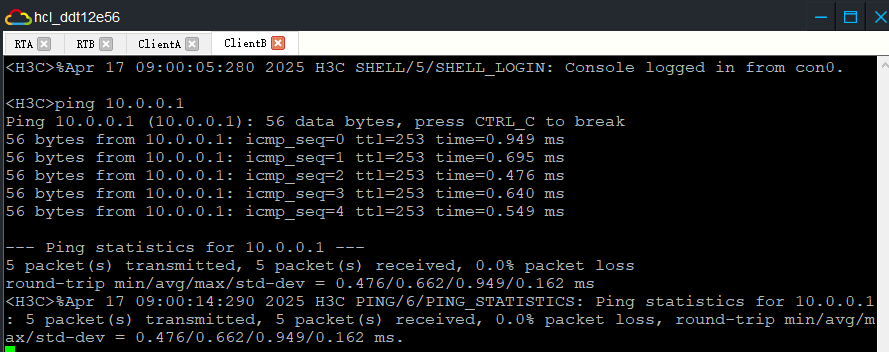 hcl_ddt12e56
RTA RTB ClientA ClientB
<H3C>%Apr 17 09:00:05:280 2025 H3C SHELL/5/SHELL_LOGIN: Console logged in from con0.
<H3C>ping 10.0.0.1
Ping 10.0.0.1 (10.0.0.1): 56 data bytes, press CTRL_C to break
56 bytes from 10.0.0.1: icmp_seq=0 ttl=253 time=0.949 ms
56 bytes from 10.0.0.1: icmp_seq=1 ttl=253 time=0.695 ms
56 bytes from 10.0.0.1: icmp_seq=2 ttl=253 time=0.476 ms
56 bytes from 10.0.0.1: icmp_seq=3 ttl=253 time=0.640 ms
56 bytes from 10.0.0.1: icmp_seq=4 ttl=253 time=0.549 ms
--- Ping statistics for 10.0.0.1 ---
5 packet(s) transmitted, 5 packet(s) received, 0.0% packet loss
round-trip min/avg/max/std-dev = 0.476/0.662/0.949/0.162 ms
<H3C>%Apr 17 09:00:14:290 2025 H3C PING/6/PING_STATISTICS: Ping statistics for 10.0.0.1
: 5 packet(s) transmitted, 5 packet(s) received, 0.0% packet loss, round-trip min/avg/m
ax/std-dev = 0.476/0.662/0.949/0.162 ms.